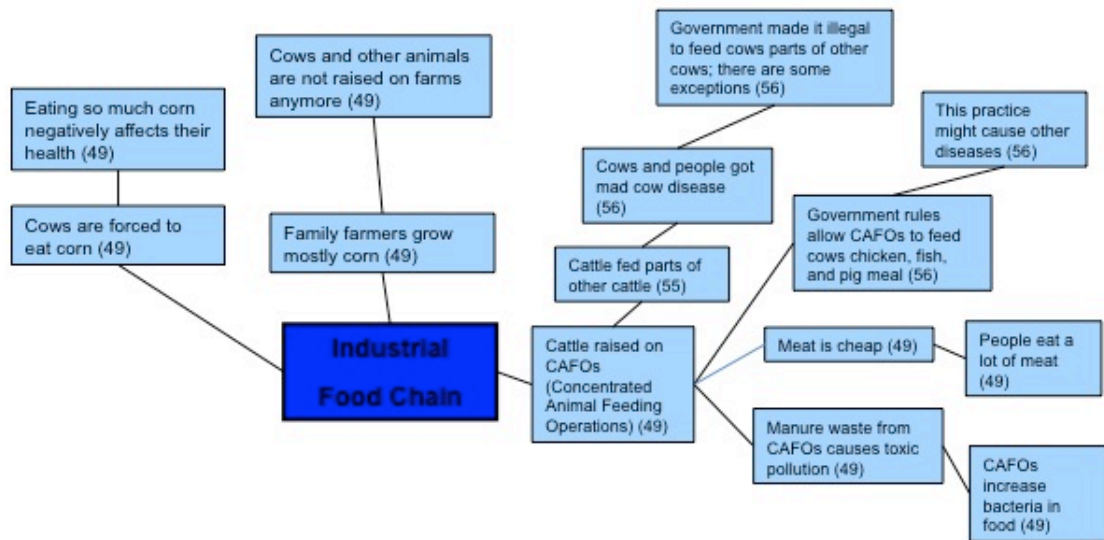 Government made it illegal
to feed cows parts of other
cows; there are some
exceptions (56)
Cows and other animals
are not raised on farms
anymore (49)
Eating so much corn
negatively affects their
health (49)
This practice
might cause other
diseases (56)
Cows and people got
mad cow disease
(56)
Cows are forced to
eat corn (49)
Family farmers grow
mostly corn (49)
Government rules
allow CAFOs to feed
cows chicken, fish,
and pig meal (56)
Cattle fed parts of
other cattle (55)
Industrial
Food Chain
Cattle raised on
CAFOs
(Concentrated
Animal Feeding
Operations) (49)
Meat is cheap (49)
People eat a
lot of meat
(49)
Manure waste from
CAFOs causes toxic
pollution (49)
CAFOs
increase
bacteria in
food (49)